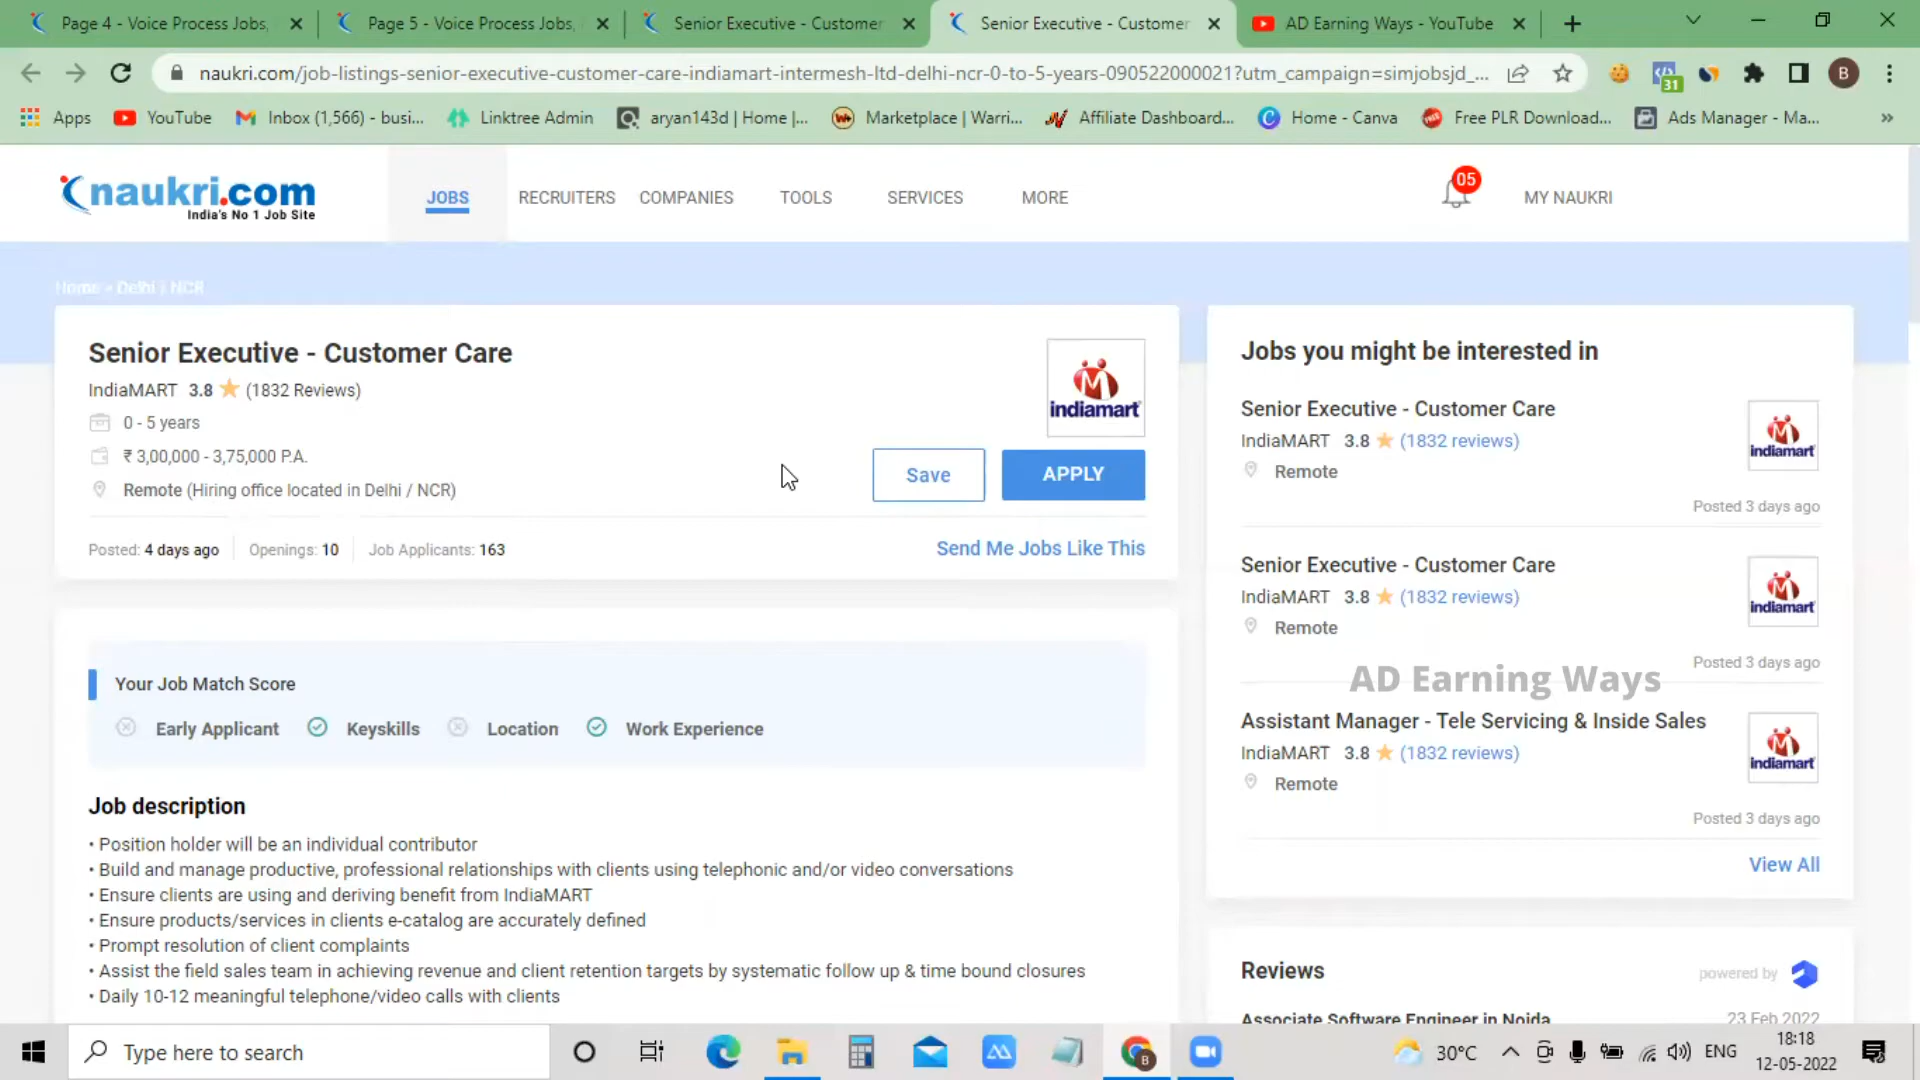 Page 4 - Voice Process Jobs,
Page 5 - Voice Process Jobs,
Senior Executive - Customer
Senior Executive - Customer
AD Earning Ways - YouTube
naukri.com/job-listings-senior-executive-customer-care-indiamart-intermesh-ltd-delhi-ncr-0-to-5-years-090522000021?utm_campaign=simjobsjd_...
31
B
Apps
YouTube
Inbox (1,566) - busi...
Linktree Admin
aryan143d | Home |...
Marketplace | Warri...
Affiliate Dashboard...
Home - Canva
Free PLR Download...
Ads Manager - Ma...
naukri.com
India's No 1 Job Site
JOBS
RECRUITERS
COMPANIES
TOOLS
SERVICES
MORE
05
MY NAUKRI
Home
Delhi / NCR
Senior Executive - Customer Care
IndiaMART 3.8 (1832 Reviews)
0 - 5 years
₹ 3,00,000 - 3,75,000 P.A.
Remote (Hiring office located in Delhi / NCR)
indiamart
Save
APPLY
Posted: 4 days ago
Openings: 10
Job Applicants: 163
Send Me Jobs Like This
Your Job Match Score
Early Applicant
Keyskills
Location
Work Experience
Job description
• Position holder will be an individual contributor
• Build and manage productive, professional relationships with clients using telephonic and/or video conversations
• Ensure clients are using and deriving benefit from IndiaMART
• Ensure products/services in clients e-catalog are accurately defined
• Prompt resolution of client complaints
• Assist the field sales team in achieving revenue and client retention targets by systematic follow up & time bound closures
• Daily 10-12 meaningful telephone/video calls with clients
Jobs you might be interested in
Senior Executive - Customer Care
IndiaMART 3.8 (1832 reviews)
Remote
indiamart
Posted 3 days ago
Senior Executive - Customer Care
IndiaMART 3.8 (1832 reviews)
Remote
indiamart
Posted 3 days ago
AD Earning Ways
Assistant Manager - Tele Servicing & Inside Sales
IndiaMART 3.8 (1832 reviews)
Remote
indiamart
Posted 3 days ago
View All
Reviews
powered by
Associate Software Engineer in Noida
23 Feb 2022
Type here to search
B
30°C
ENG
18:18
12-05-2022